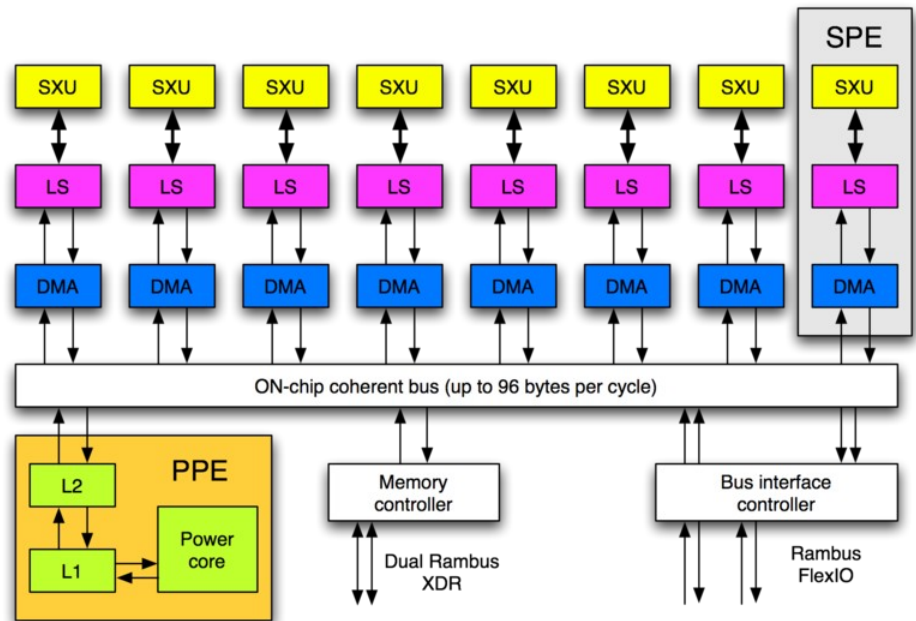 SPE
SXU SXU SXU SXU SXU SXU SXU SXU
LS LS LS LS LS LS LS LS
DMA DMA DMA DMA DMA DMA DMA DMA
ON-chip coherent bus (up to 96 bytes per cycle)
PPE
L2
Power
core
L1
Memory
controller
Dual Rambus
XDR
Bus interface
controller
Rambus
FlexIO